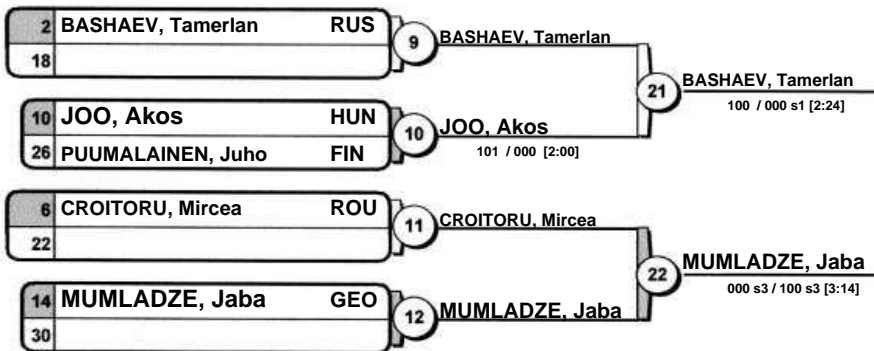 2 BASHAEV, Tamerlan RUS
18
9 BASHAEV, Tamerlan
10 JOO, Akos HUN
26 PUUMALAINEN, Juho FIN
10 JOO, Akos
101 / 000 [2:00]
21 BASHAEV, Tamerlan
100 / 000 s1 [2:24]
6 CROITORU, Mircea ROU
22
11 CROITORU, Mircea
14 MUMLADZE, Jaba GEO
30
12 MUMLADZE, Jaba
22 MUMLADZE, Jaba
000 s3 / 100 s3 [3:14]